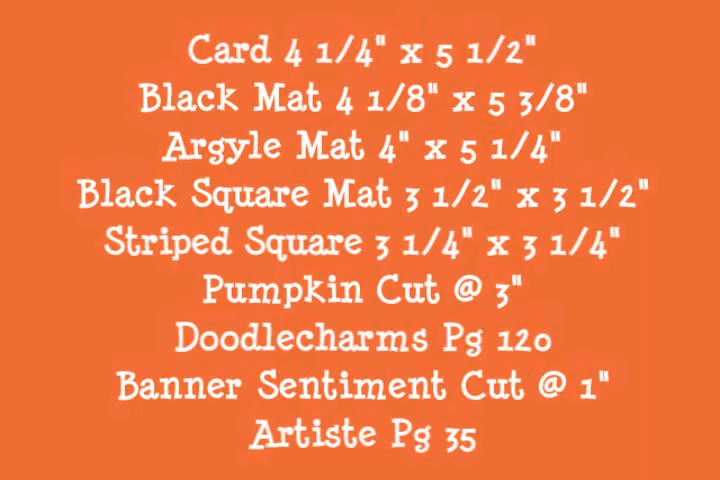 Card 4 1/4" x 5 1/2"
Black Mat 4 1/8" x 5 3/8"
Argyle Mat 4" x 5 1/4"
Black Square Mat 3 1/2" x 3 1/2"
Striped Square 3 1/4" x 3 1/4"
Pumpkin Cut @ 3"
Doodlecharms Pg 120
Banner Sentiment Cut @ 1"
Artiste Pg 35